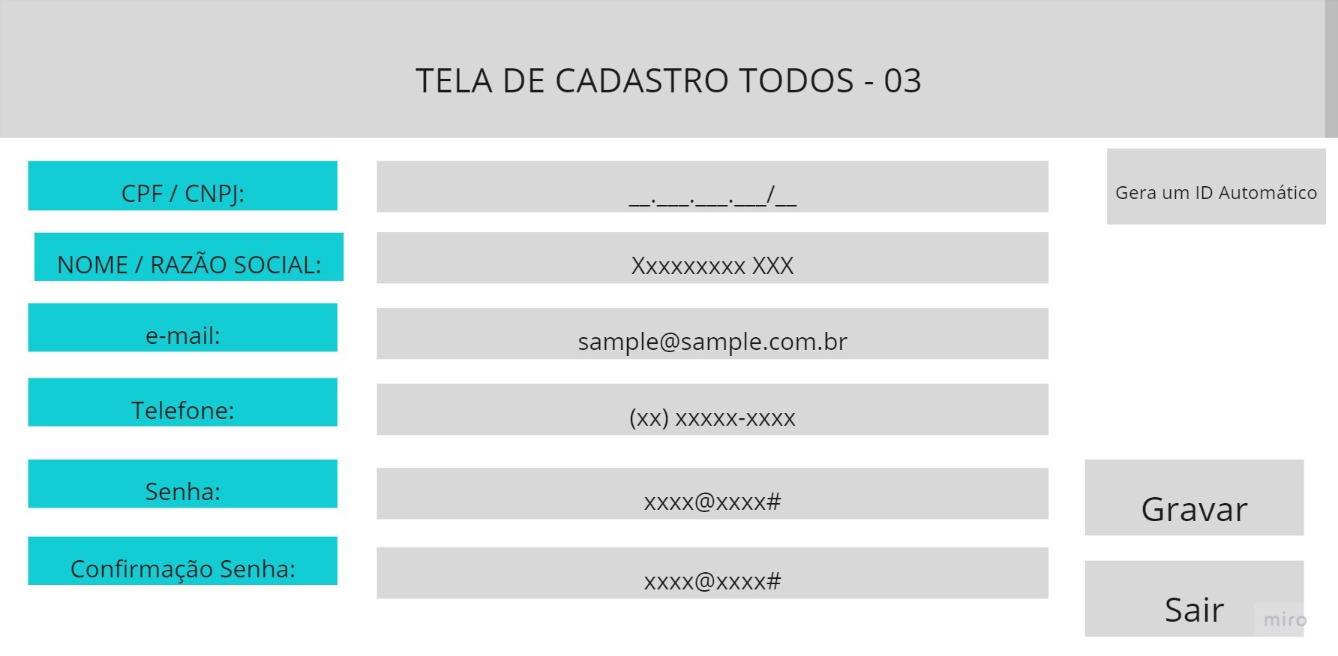 TELA DE CADASTRO TODOS - 03
CPF / CNPJ:
__.___.___.___/__
Gera um ID Automático
NOME / RAZÃO SOCIAL:
Xxxxxxxxx XXX
e-mail:
sample@sample.com.br
Telefone:
(xx) xxxxx-xxxx
Senha:
xxxx@xxxx#
Gravar
Confirmação Senha:
xxxx@xxxx#
Sair
miro